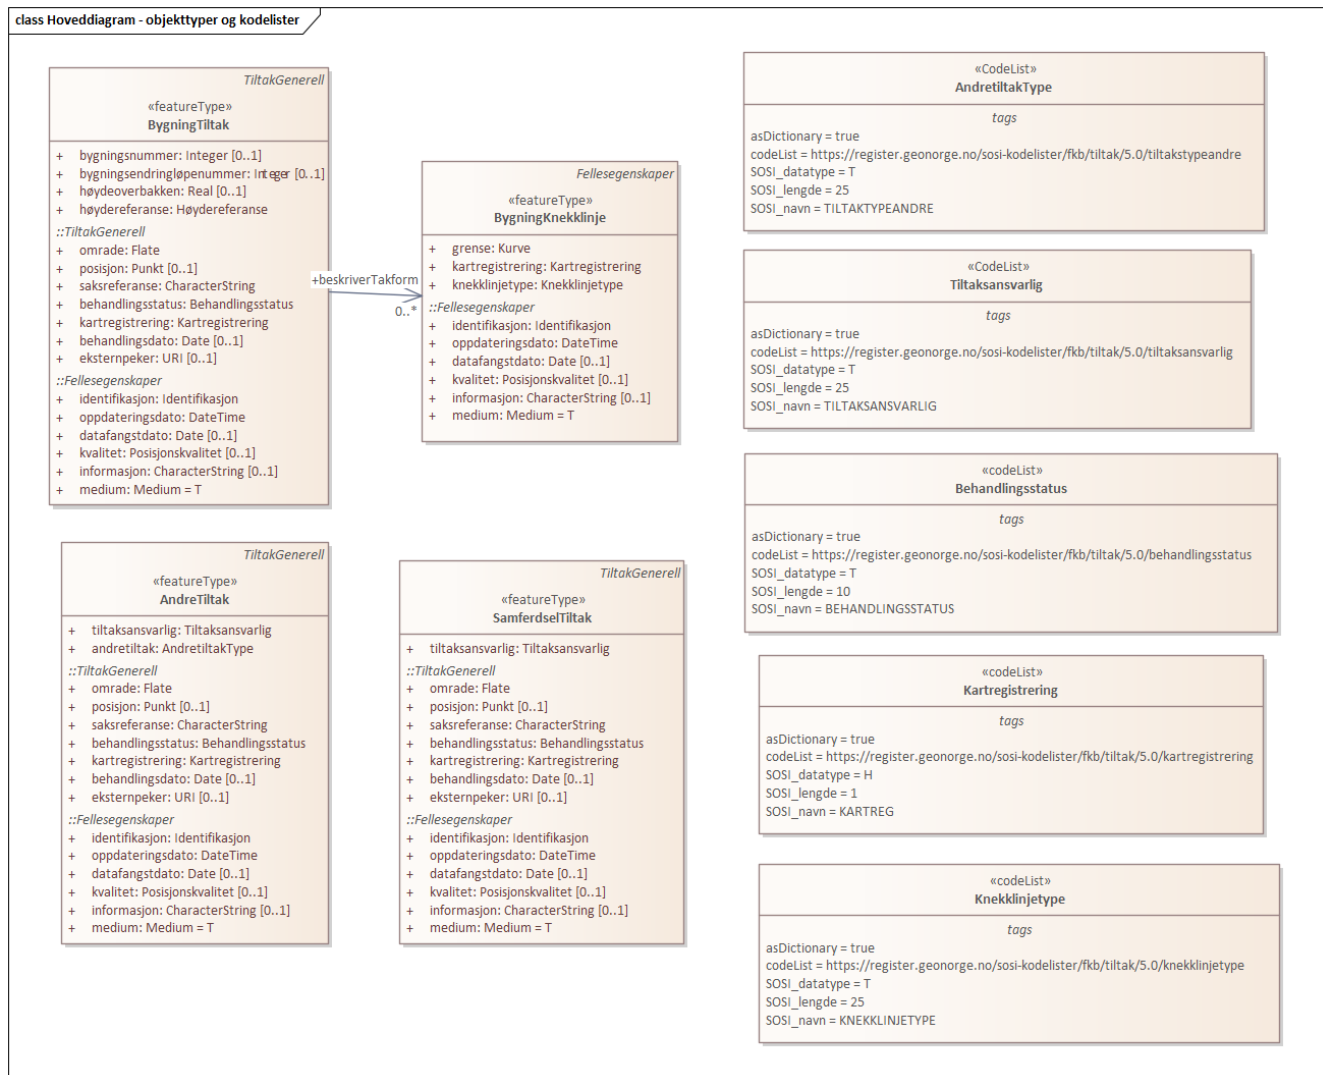 class Hoveddiagram - objekttyper og kodelister
TiltakGenerell
«featureType»
BygningTiltak
+ bygningsnummer: Integer [0..1]
+ bygningsendringløpenummer: Integer [0..1]
+ høydeoverbakken: Real [0..1]
+ høydereferanse: Høydereferanse
::TiltakGenerell
+ omrade: Flate
+ posisjon: Punkt [0..1]
+ saksreferanse: CharacterString
+ behandlingsstatus: Behandlingsstatus
+ kartregistrering: Kartregistrering
+ behandlingsdato: Date [0..1]
+ eksternpeker: URI [0..1]
::Fellesegenskaper
+ identifikasjon: Identifikasjon
+ oppdateringsdato: DateTime
+ datafangstdato: Date [0..1]
+ kvalitet: Posisjonskvalitet [0..1]
+ informasjon: CharacterString [0..1]
+ medium: Medium = T
+beskriverTakform
0..*
Fellesegenskaper
«featureType»
BygningKnekklinje
+ grense: Kurve
+ kartregistrering: Kartregistrering
+ knekklinjetype: Knekklinjetype
::Fellesegenskaper
+ identifikasjon: Identifikasjon
+ oppdateringsdato: DateTime
+ datafangstdato: Date [0..1]
+ kvalitet: Posisjonskvalitet [0..1]
+ informasjon: CharacterString [0..1]
+ medium: Medium = T
TiltakGenerell
«featureType»
AndreTiltak
+ tiltaksansvarlig: Tiltaksansvarlig
+ andretiltak: AndretiltakType
::TiltakGenerell
+ omrade: Flate
+ posisjon: Punkt [0..1]
+ saksreferanse: CharacterString
+ behandlingsstatus: Behandlingsstatus
+ kartregistrering: Kartregistrering
+ behandlingsdato: Date [0..1]
+ eksternpeker: URI [0..1]
::Fellesegenskaper
+ identifikasjon: Identifikasjon
+ oppdateringsdato: DateTime
+ datafangstdato: Date [0..1]
+ kvalitet: Posisjonskvalitet [0..1]
+ informasjon: CharacterString [0..1]
+ medium: Medium = T
TiltakGenerell
«featureType»
SamferdselTiltak
+ tiltaksansvarlig: Tiltaksansvarlig
::TiltakGenerell
+ omrade: Flate
+ posisjon: Punkt [0..1]
+ saksreferanse: CharacterString
+ behandlingsstatus: Behandlingsstatus
+ kartregistrering: Kartregistrering
+ behandlingsdato: Date [0..1]
+ eksternpeker: URI [0..1]
::Fellesegenskaper
+ identifikasjon: Identifikasjon
+ oppdateringsdato: DateTime
+ datafangstdato: Date [0..1]
+ kvalitet: Posisjonskvalitet [0..1]
+ informasjon: CharacterString [0..1]
+ medium: Medium = T
«CodeList»
AndretiltakType
tags
asDictionary = true
codeList = https://register.geonorge.no/sosi-kodelister/fkb/tiltak/5.0/tiltakstypeandre
SOSI_datatype = T
SOSI_lengde = 25
SOSI_navn = TILTAKTYPEANDRE
«CodeList»
Tiltaksansvarlig
tags
asDictionary = true
codeList = https://register.geonorge.no/sosi-kodelister/fkb/tiltak/5.0/tiltaksansvarlig
SOSI_datatype = T
SOSI_lengde = 25
SOSI_navn = TILTAKSANSVARLIG
«codeList»
Behandlingsstatus
tags
asDictionary = true
codeList = https://register.geonorge.no/sosi-kodelister/fkb/tiltak/5.0/behandlingsstatus
SOSI_datatype = T
SOSI_lengde = 10
SOSI_navn = BEHANDLINGSSTATUS
«codeList»
Kartregistrering
tags
asDictionary = true
codeList = https://register.geonorge.no/sosi-kodelister/fkb/tiltak/5.0/kartregistrering
SOSI_datatype = H
SOSI_lengde = 1
SOSI_navn = KARTREG
«codeList»
Knekklinjetype
tags
asDictionary = true
codeList = https://register.geonorge.no/sosi-kodelister/fkb/tiltak/5.0/knekklinjetype
SOSI_datatype = T
SOSI_lengde = 25
SOSI_navn = KNEKKLINJETYPE